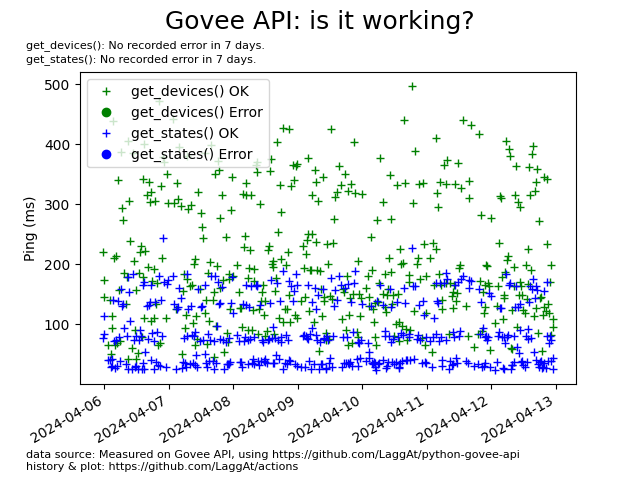 Govee API: is it working?
get_devices(): No recorded error in 7 days.
get_states(): No recorded error in 7 days.
get_devices() OK
get_devices() Error
get_states() OK
get_states() Error
Ping (ms)
500
400
300
200
100
2024-04-06
2024-04-07
2024-04-08
2024-04-09
2024-04-10
2024-04-11
2024-04-12
2024-04-13
data source: Measured on Govee API, using https://github.com/LaggAt/python-govee-api
history & plot: https://github.com/LaggAt/actions